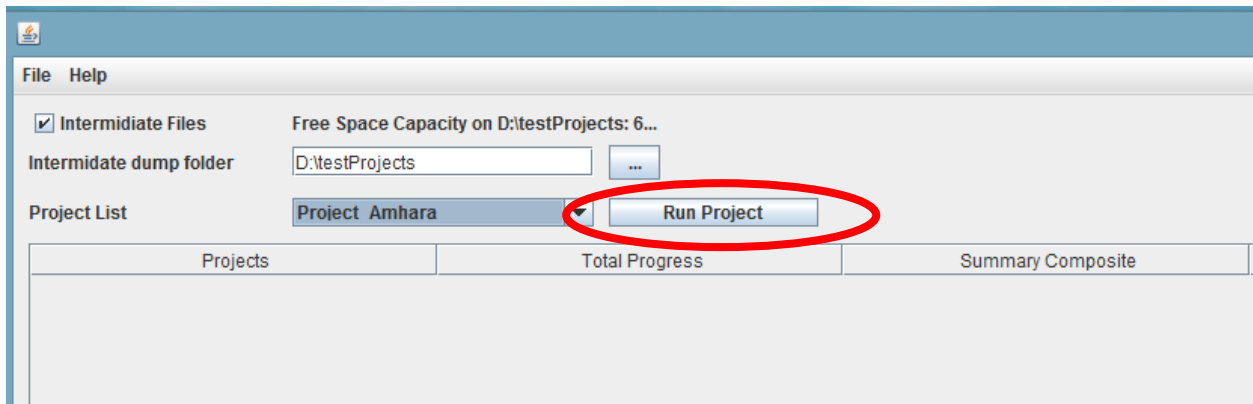 File Help
Intermidiate Files Free Space Capacity on D:\testProjects: 6...
Intermidate dump folder D:\testProjects ...
Project List Project Amhara Run Project
Projects Total Progress Summary Composite